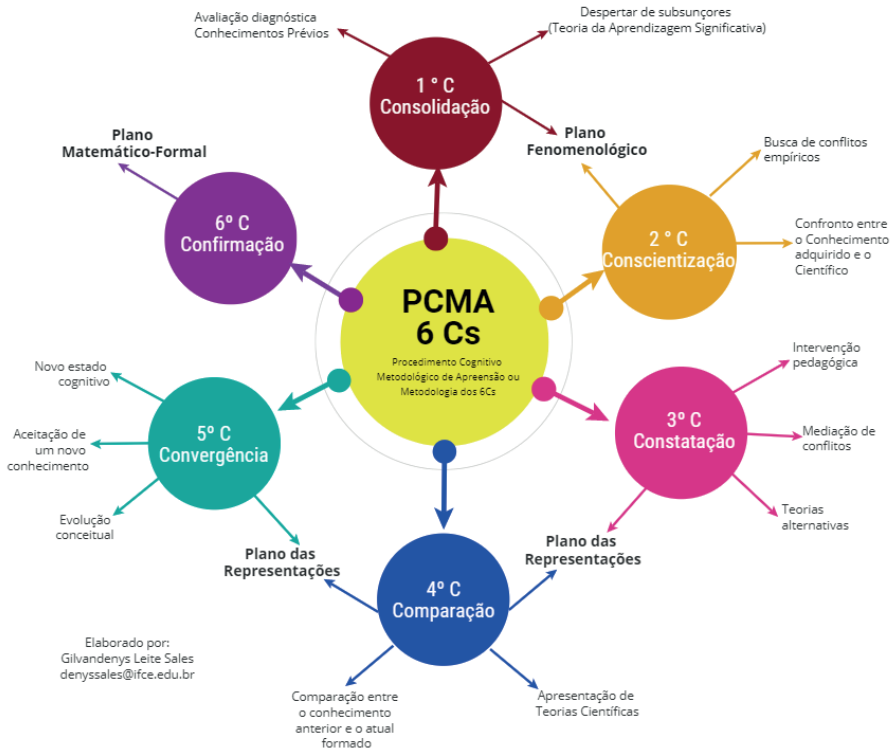 Avaliação diagnóstica
Conhecimentos Prévios
Despertar de subsunçores
(Teoria da Aprendizagem Significativa)
1 ° C
Consolidação
Plano
Fenomenológico
Plano
Matemático-Formal
Busca de conflitos
empíricos
6º C
Confirmação
2 ° C
Conscientização
Confronto entre
o Conhecimento
adquirido e o
Científico
PCMA
6 Cs
Procedimento Cognitivo
Metodológico de Apreensão ou
Metodologia dos 6Cs
Intervenção
pedagógica
3º C
Constatação
Mediação de
conflitos
Teorias
alternativas
Novo estado
cognitivo
5º C
Convergência
Aceitação de
um novo
conhecimento
Evolução
conceitual
Plano das
Representações
Plano das
Representações
4º C
Comparação
Comparação entre
o conhecimento
anterior e o atual
formado
Apresentação de
Teorias Científicas
Elaborado por:
Gilvandenys Leite Sales
denyssales@ifce.edu.br